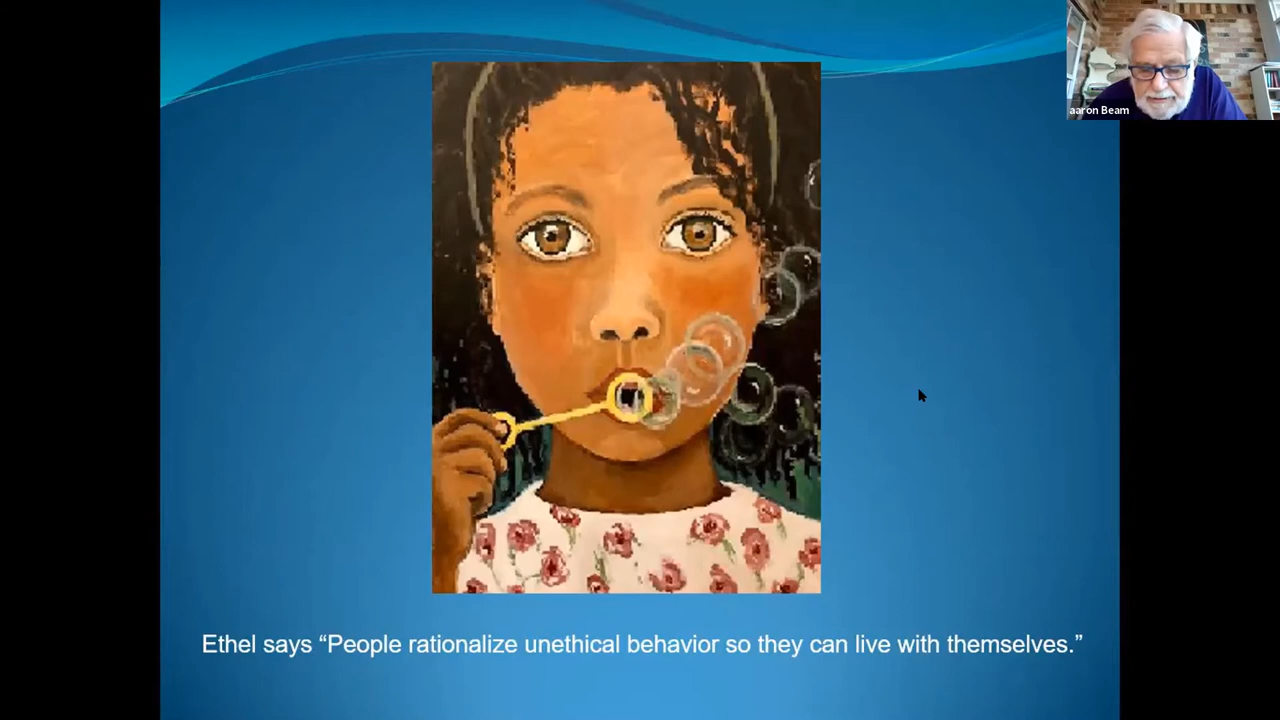 aaron Beam
Ethel says “People rationalize unethical behavior so they can live with themselves.”